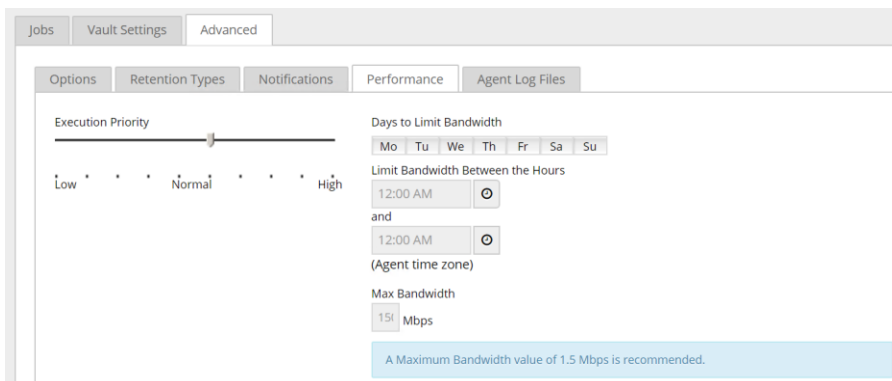 Jobs Vault Settings Advanced
Options Retention Types Notifications Performance Agent Log Files
Execution Priority
Low Normal High
Days to Limit Bandwidth
Mo Tu We Th Fr Sa Su
Limit Bandwidth Between the Hours
12:00 AM
and
12:00 AM
(Agent time zone)
Max Bandwidth
Mbps
A Maximum Bandwidth value of 1.5 Mbps is recommended.